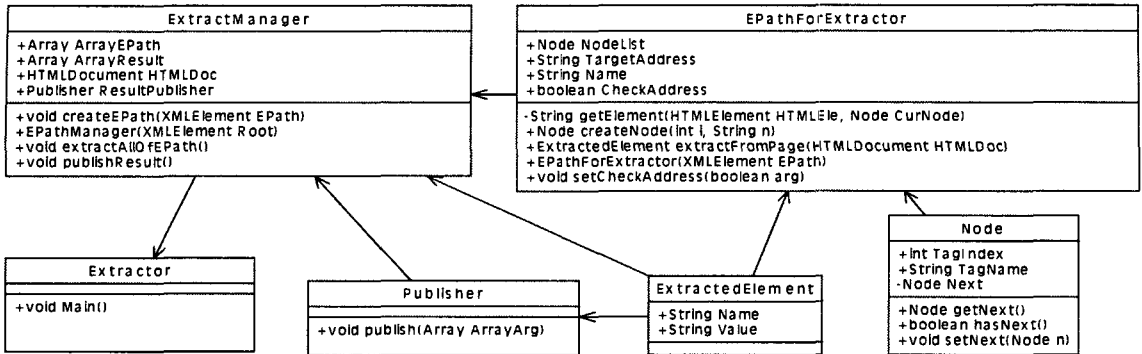 ExtractManager
+Array ArrayEPath
+Array ArrayResult
+HTMLDocument HTMLDoc
+Publisher ResultPublisher
+void createEPath(XMLElement EPath)
+EPathManager(XMLElement Root)
+void extractAllOfEPath()
+void publishResult()
EPathForExtractor
+Node NodeList
+String TargetAddress
+String Name
+boolean CheckAddress
-String getElement(HTMLElement HTMLEle, Node CurNode)
+Node createNode(int i, String n)
+ExtractedElement extractFromPage(HTMLDocument HTMLDoc)
+EPathForExtractor(XMLElement EPath)
+void setCheckAddress(boolean arg)
Extractor
+void Main()
Publisher
+void publish(Array ArrayArg)
ExtractedElement
+String Name
+String Value
Node
+int TagIndex
+String TagName
-Node Next
+Node getNext()
+boolean hasNext()
+void setNext(Node n)